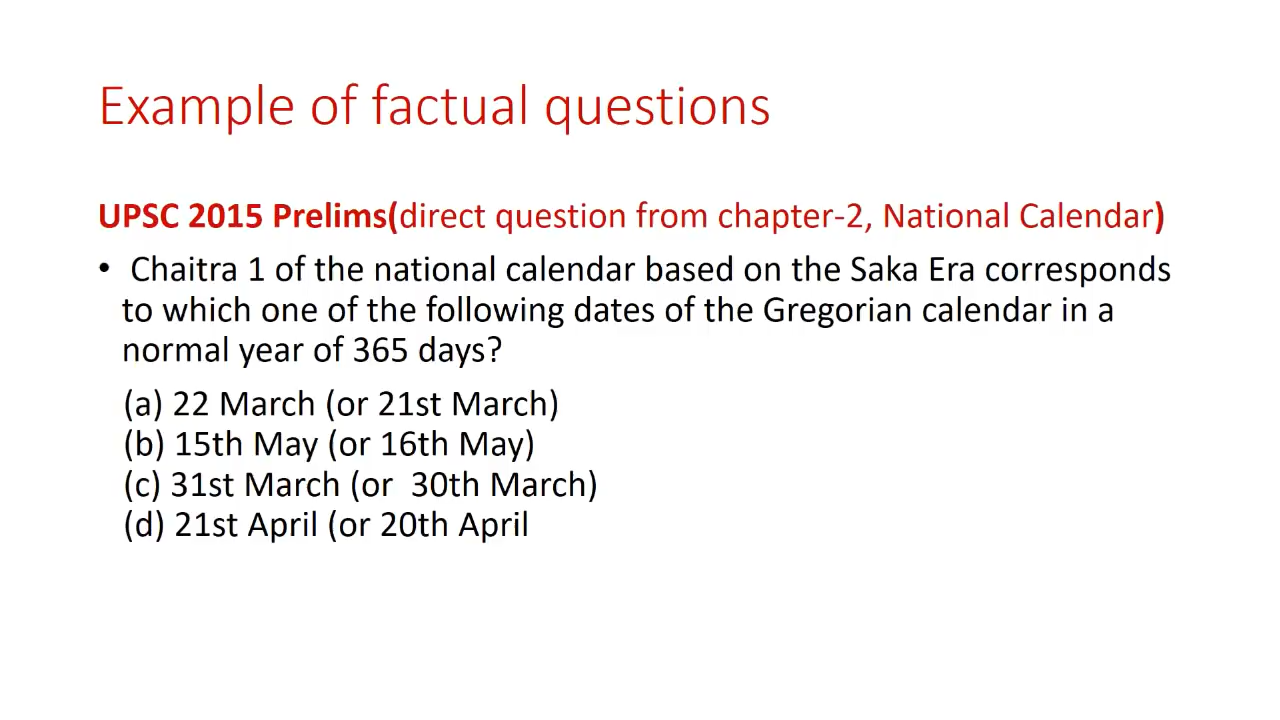 Example of factual questions
UPSC 2015 Prelims(direct question from chapter-2, National Calendar)
• Chaitra 1 of the national calendar based on the Saka Era corresponds
to which one of the following dates of the Gregorian calendar in a
normal year of 365 days?
(a) 22 March (or 21st March)
(b) 15th May (or 16th May)
(c) 31st March (or  30th March)
(d) 21st April (or 20th April